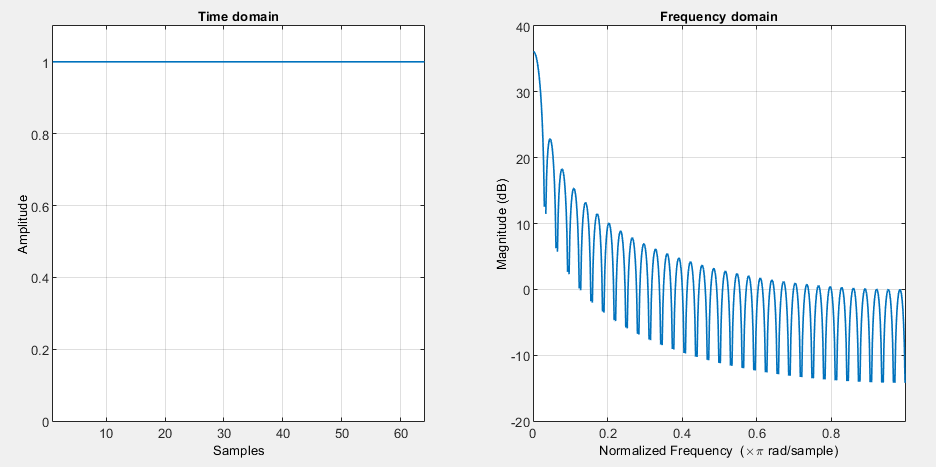 Time domain
Amplitude
1
0.8
0.6
0.4
0.2
0
10 20 30 40 50 60
Samples
Frequency domain
Magnitude (dB)
40
30
20
10
0
-10
-20
0 0.2 0.4 0.6 0.8
Normalized Frequency (×π rad/sample)